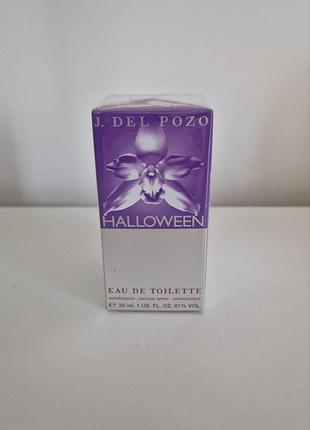 J. DEL POZO
HALLOWEEN
EAU DE TOILETTE
VAPORISATEUR - NATURAL SPRAY - VAPORIZADOR
℮ 30 ml. 1 US. FL. OZ. 81% VOL.